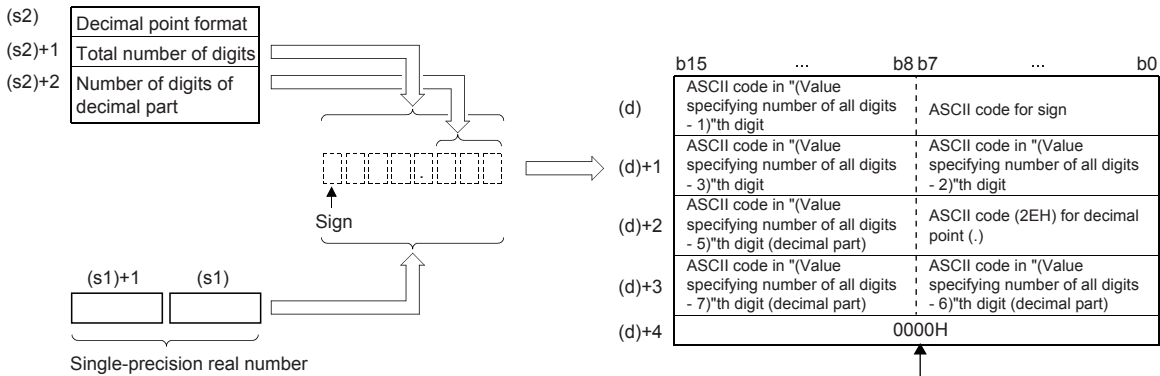 (s2)
Decimal point format
(s2)+1
Total number of digits
(s2)+2
Number of digits of
decimal part
.
Sign
(s1)+1
(s1)
Single-precision real number
b15 ... b8 b7 ... b0
(d)
ASCII code in "(Value
specifying number of all digits
- 1)"th digit
ASCII code for sign
(d)+1
ASCII code in "(Value
specifying number of all digits
- 3)"th digit
ASCII code in "(Value
specifying number of all digits
- 2)"th digit
(d)+2
ASCII code in "(Value
specifying number of all digits
- 5)"th digit (decimal part)
ASCII code (2EH) for decimal
point (.)
(d)+3
ASCII code in "(Value
specifying number of all digits
- 7)"th digit (decimal part)
ASCII code in "(Value
specifying number of all digits
- 6)"th digit (decimal part)
(d)+4
0000H